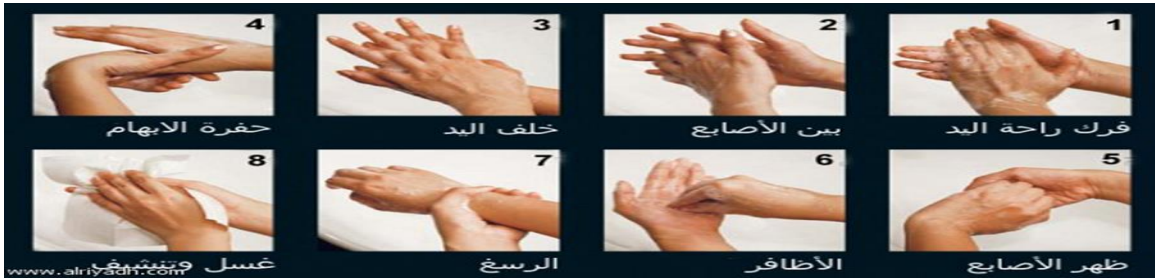 1
فرك راحة اليد
2
بين الأصابع
3
خلف اليد
4
حفرة الابهام
5
ظهر الأصابع
6
الأظافر
7
الرسغ
8
غسل وتنشيف
www.alriyadh.com